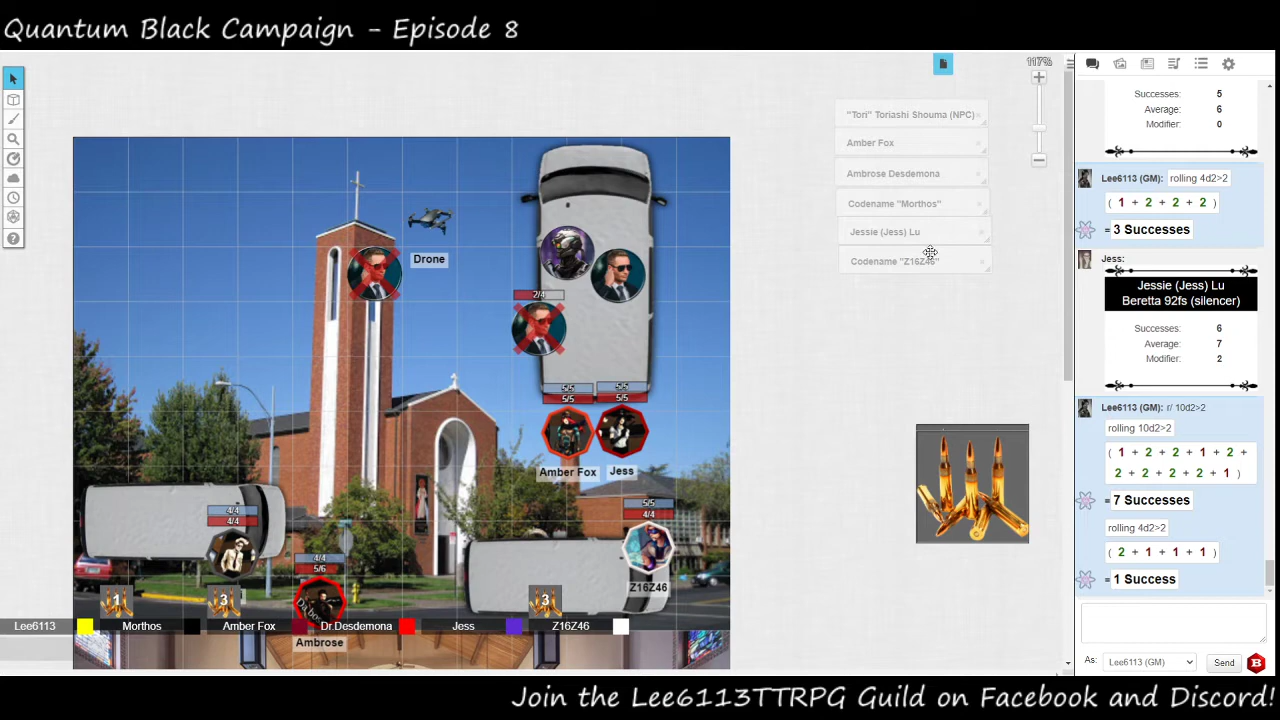 Quantum Black Campaign - Episode 8
117%
"Tori" Toriashi Shouma (NPC)
Amber Fox
Ambrose Desdemona
Codename "Morthos"
Jessie (Jess) Lu
Codename "Z16Z46"
Drone
2/4
5/5 5/5
5/5 5/5
Amber Fox Jess
4/4
4/4
5/5
4/4
Z16Z46
4/4
5/6
1
3
3
Lee6113 Morthos Amber Fox Dr.Desdemona Jess Z16Z46
Ambrose
Successes: 5
Average: 6
Modifier: 0
Lee6113 (GM): rolling 4d2>2
( 1 + 2 + 2 + 2 )
= 3 Successes
Jess:
Jessie (Jess) Lu
Beretta 92fs (silencer)
Successes: 6
Average: 7
Modifier: 2
Lee6113 (GM): r/ 10d2>2
rolling 10d2>2
( 1 + 2 + 2 + 1 + 2 +
2 + 2 + 2 + 2 + 1 )
= 7 Successes
rolling 4d2>2
( 2 + 1 + 1 + 1 )
= 1 Success
As: Lee6113 (GM) Send
Join the Lee6113TTRPG Guild on Facebook and Discord!